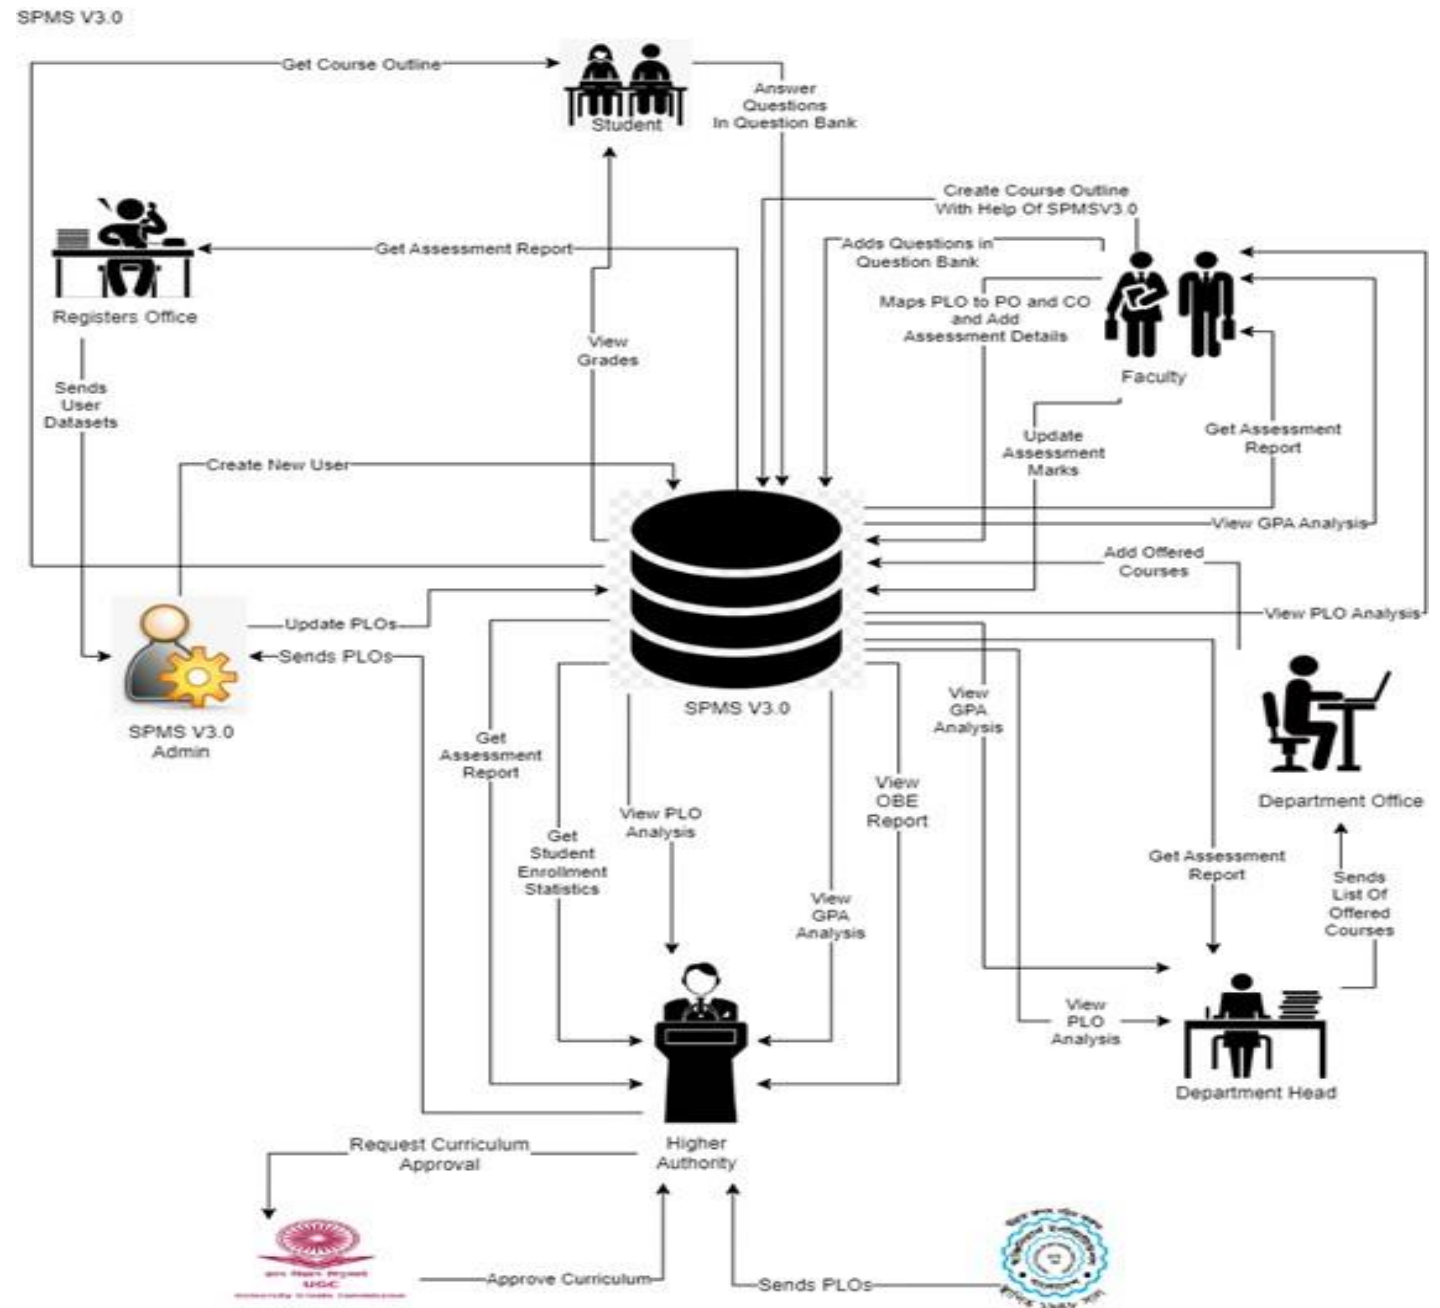 SPMS V3.0
Get Course Outline
Student
Answer
Questions
In Question Bank
Create Course Outline
With Help Of SPMSV3.0
Get Assessment Report
Adds Questions in
Question Bank
Registers Office
Maps PLO to PO and CO
and Add
Assessment Details
View
Grades
Faculty
Sends
User
Datasets
Update
Assessment
Marks
Get Assessment
Report
Create New User
View GPA Analysis
Add Offered
Courses
View PLO Analysis
Update PLOs
Sends PLOs
SPMS V3.0
Admin
SPMS V3.0
View
GPA
Analysis
Get
Assessment
Report
View
OBE
Report
Department Office
View PLO
Analysis
Get
Student
Enrollment
Statistics
Get Assessment
Report
Sends
List Of
Offered
Courses
View
GPA
Analysis
View
PLO
Analysis
Department Head
Higher
Authority
Request Curriculum
Approval
UGC
University Grants Commission
Approve Curriculum
Sends PLOs